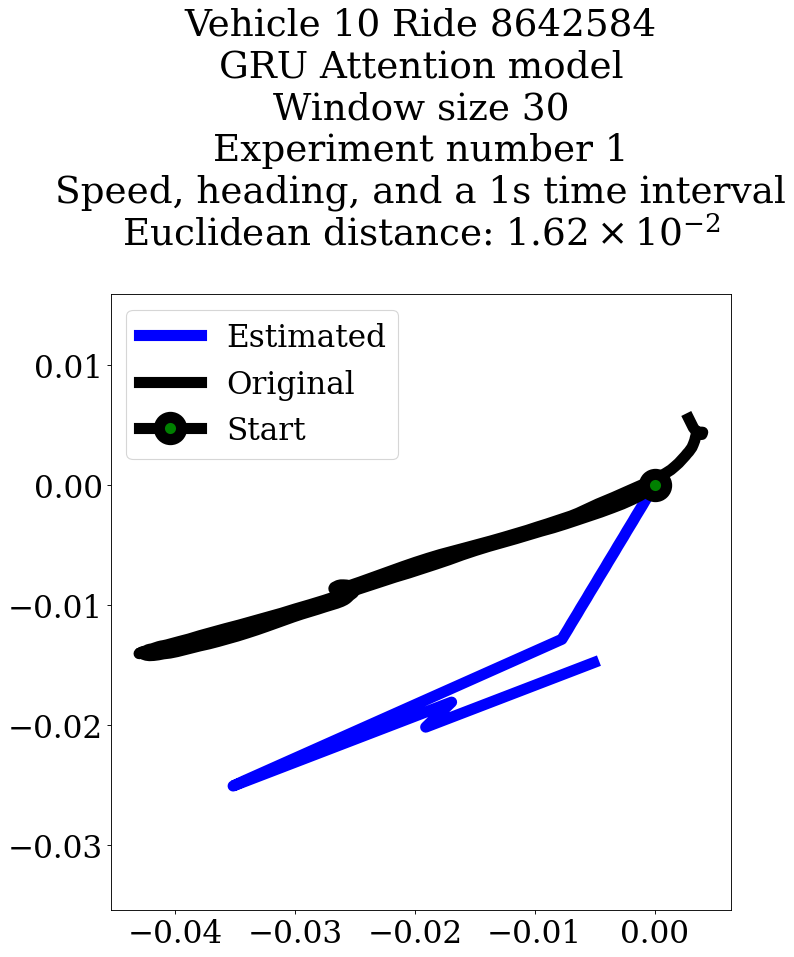 Vehicle 10 Ride 8642584
GRU Attention model
Window size 30
Experiment number 1
Speed, heading, and a 1s time interval
Euclidean distance: 1.62 × 10⁻²
Estimated
Original
Start
0.01
0.00
−0.01
−0.02
−0.03
−0.04 −0.03 −0.02 −0.01 0.00